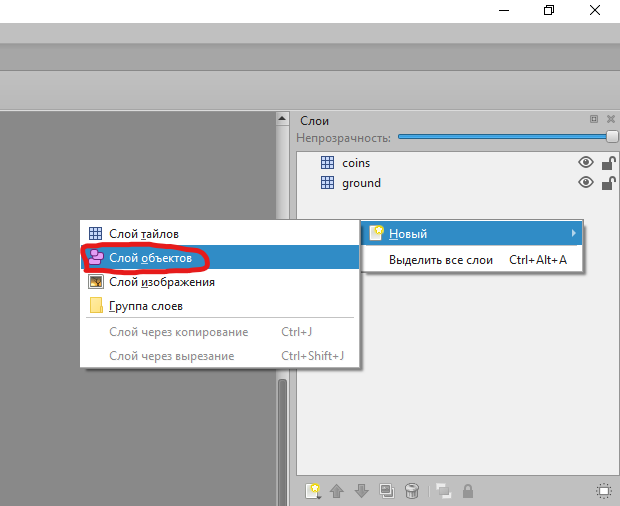 Слои
Непрозрачность:
coins
ground
Новый
Выделить все слои Ctrl+Alt+A
Слой тайлов
Слой объектов
Слой изображения
Группа слоев
Слой через копирование Ctrl+J
Слой через вырезание Ctrl+Shift+J